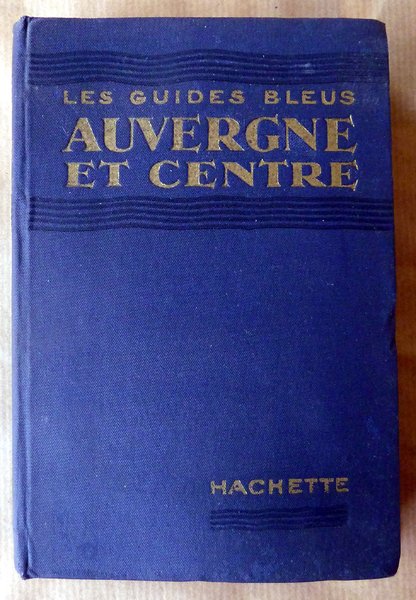 LES GUIDES BLEUS
AUVERGNE
ET CENTRE
HACHETTE